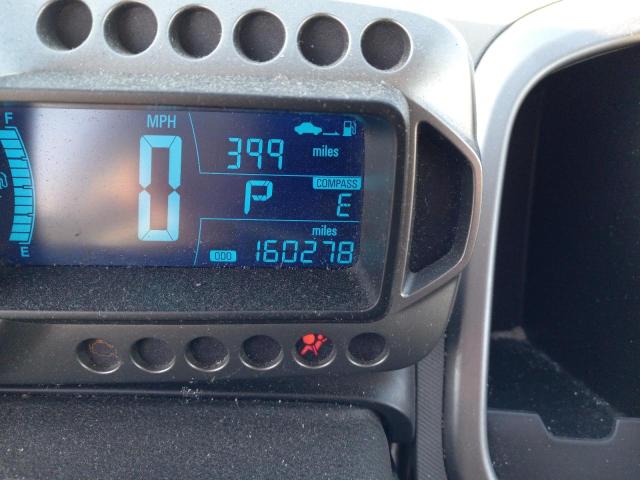 F
MPH
0
399
miles
P
COMPASS
E
E
miles
ODO 160278